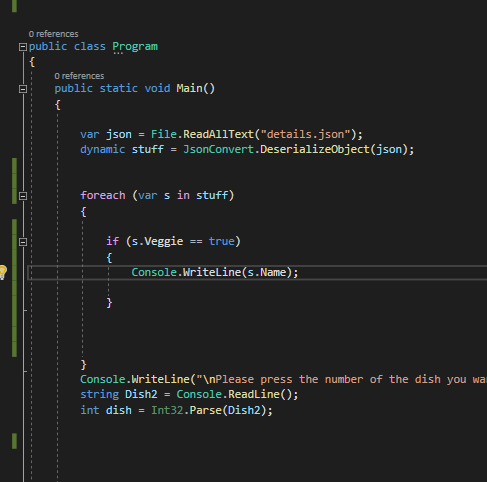 0 references
public class Program
{
0 references
public static void Main()
{
var json = File.ReadAllText("details.json");
dynamic stuff = JsonConvert.DeserializeObject(json);
foreach (var s in stuff)
{
if (s.Veggie == true)
{
Console.WriteLine(s.Name);
}
}
Console.WriteLine("\nPlease press the number of the dish you wa
string Dish2 = Console.ReadLine();
int dish = Int32.Parse(Dish2);